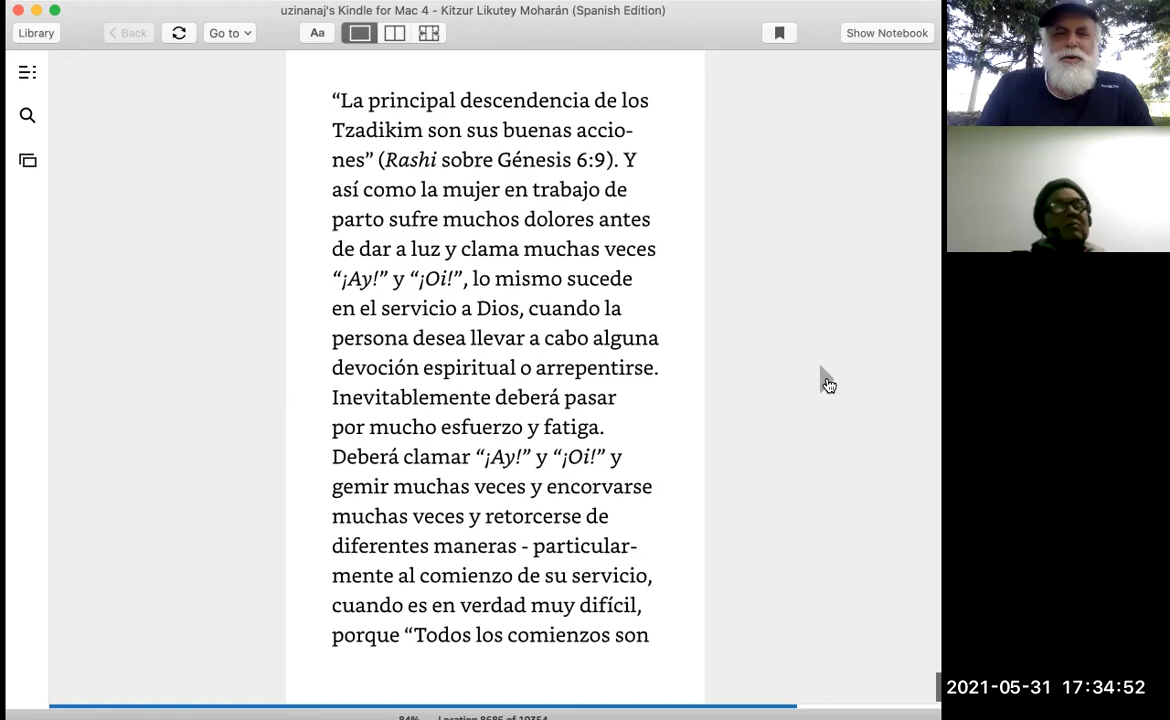 uzinanaj's Kindle for Mac 4 - Kitzur Likutey Moharán (Spanish Edition)
Library
Back
Go to
Aa
Show Notebook
“La principal descendencia de los
Tzadikim son sus buenas accio-
nes” (Rashi sobre Génesis 6:9). Y
así como la mujer en trabajo de
parto sufre muchos dolores antes
de dar a luz y clama muchas veces
“¡Ay!” y “¡Oi!”, lo mismo sucede
en el servicio a Dios, cuando la
persona desea llevar a cabo alguna
devoción espiritual o arrepentirse.
Inevitablemente deberá pasar
por mucho esfuerzo y fatiga.
Deberá clamar “¡Ay!” y “¡Oi!” y
gemir muchas veces y encorvarse
muchas veces y retorcerse de
diferentes maneras - particular-
mente al comienzo de su servicio,
cuando es en verdad muy difícil,
porque “Todos los comienzos son
84% Location 8686 of 10354
2021-05-31 17:34:52